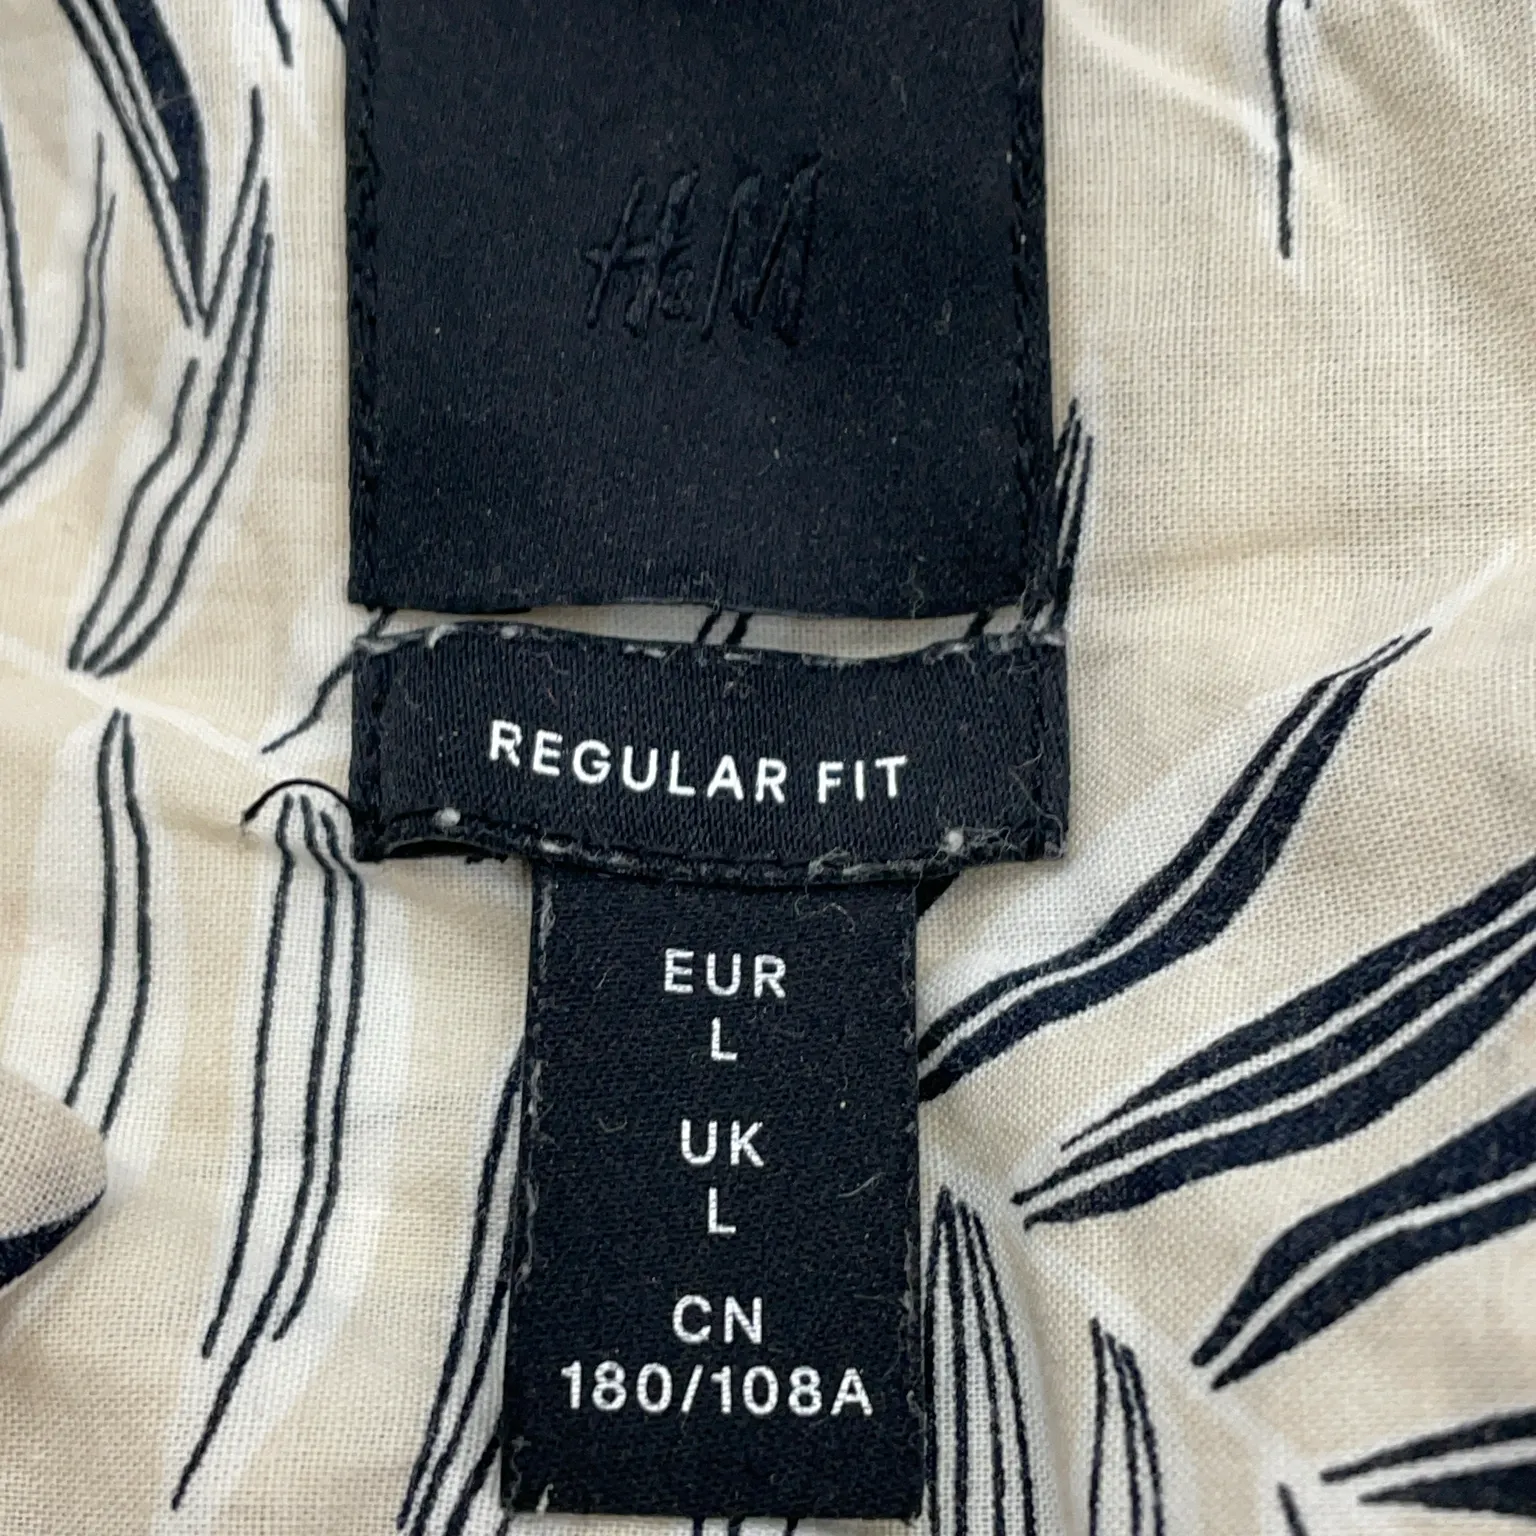 H&M
REGULAR FIT
EUR
L
UK
L
CN
180/108A